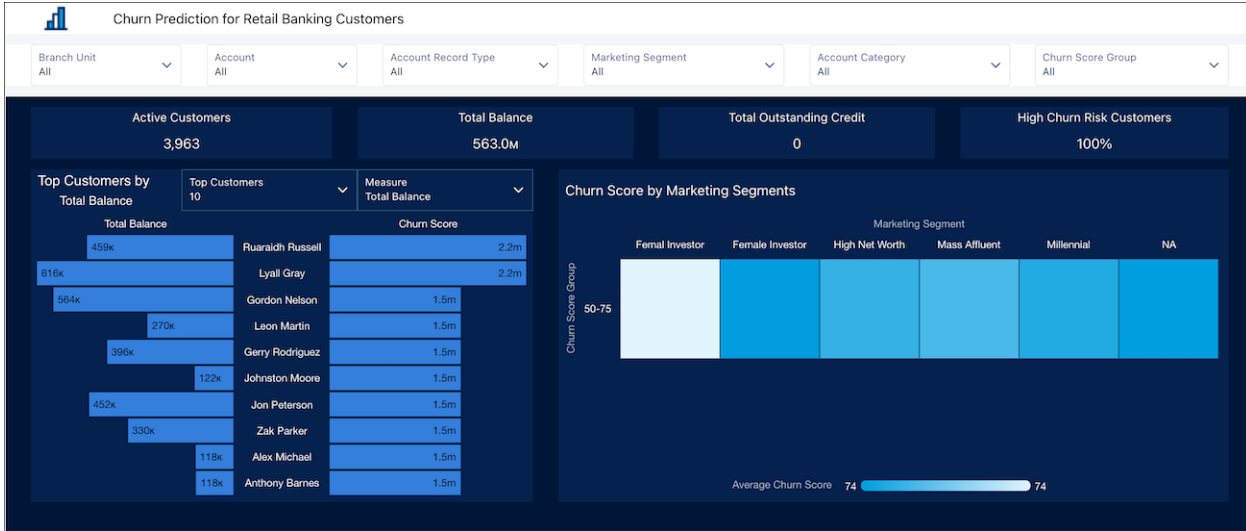 Churn Prediction for Retail Banking Customers
Branch Unit
All
Account
All
Account Record Type
All
Marketing Segment
All
Account Category
All
Churn Score Group
All
Active Customers
3,963
Total Balance
563.0M
Total Outstanding Credit
0
High Churn Risk Customers
100%
Top Customers by
Total Balance
Top Customers
10
Measure
Total Balance
Total Balance Churn Score
459K Ruaraidh Russell 2.2m
616K Lyall Gray 2.2m
564K Gordon Nelson 1.5m
270K Leon Martin 1.5m
396K Gerry Rodriguez 1.5m
122K Johnston Moore 1.5m
452K Jon Peterson 1.5m
330K Zak Parker 1.5m
118K Alex Michael 1.5m
118K Anthony Barnes 1.5m
Churn Score by Marketing Segments
Marketing Segment
Femal Investor Female Investor High Net Worth Mass Affluent Millennial NA
Churn Score Group
50-75
Average Churn Score 74 74